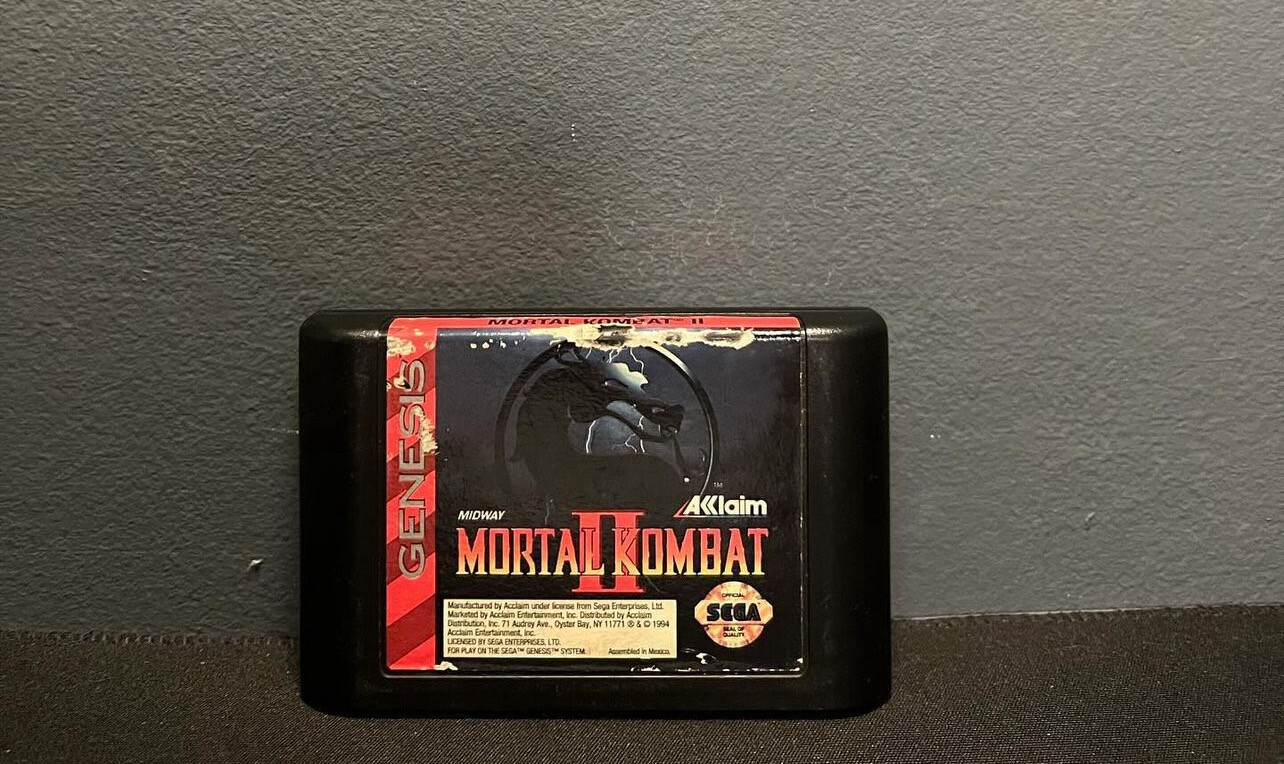 MORTAL KOMBAT™ II
GENESIS
TM
MIDWAY
AKKlaim
MORTAL KOMBAT
II
Manufactured by Acclaim under license from Sega Enterprises, Ltd.
Marketed by Acclaim Entertainment, Inc. Distributed by Acclaim
Distribution, Inc. 71 Audrey Ave., Oyster Bay, NY 11771 ® & © 1994
Acclaim Entertainment, Inc.
LICENSED BY SEGA ENTERPRISES, LTD.
FOR PLAY ON THE SEGA™ GENESIS™ SYSTEM. Assembled in Mexico.
OFFICIAL
SEGA
SEAL OF
QUALITY